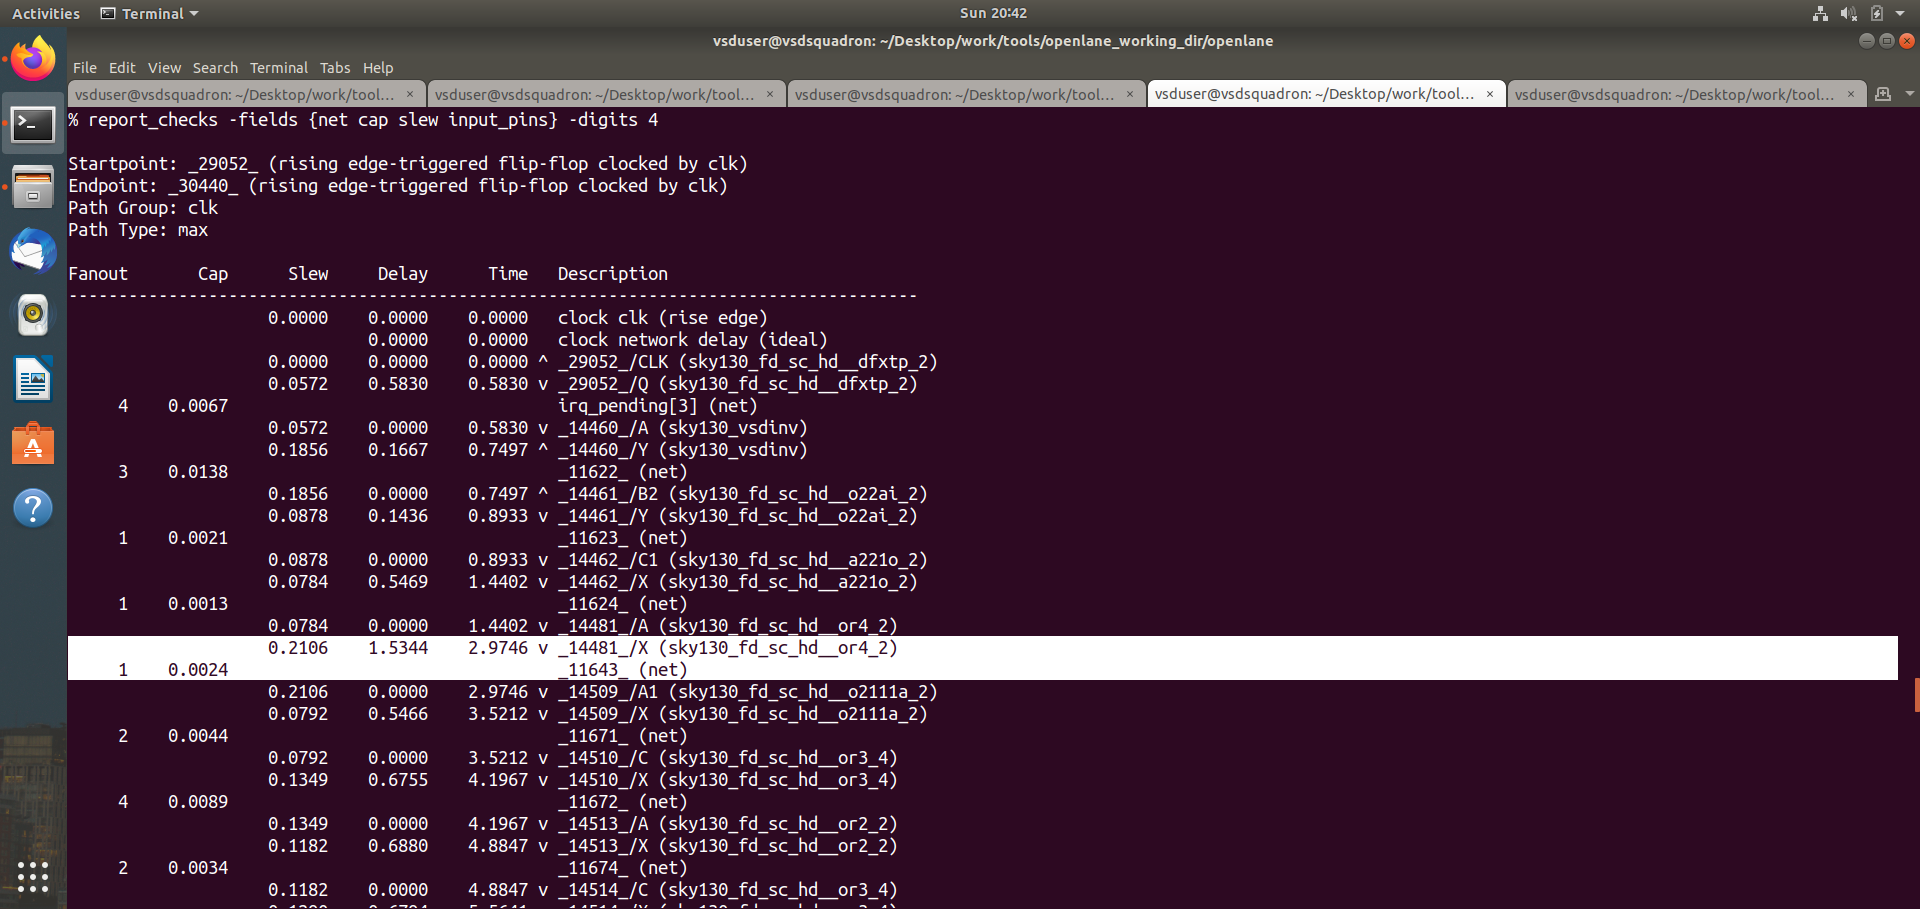 Activities Terminal Sun 20:42
vsduser@vsdsquadron: ~/Desktop/work/tools/openlane_working_dir/openlane
File Edit View Search Terminal Tabs Help
vsduser@vsdsquadron: ~/Desktop/work/tool... × vsduser@vsdsquadron: ~/Desktop/work/tool... × vsduser@vsdsquadron: ~/Desktop/work/tool... × vsduser@vsdsquadron: ~/Desktop/work/tool... × vsduser@vsdsquadron: ~/Desktop/work/tool... ×
% report_checks -fields {net cap slew input_pins} -digits 4
Startpoint: _29052_ (rising edge-triggered flip-flop clocked by clk)
Endpoint: _30440_ (rising edge-triggered flip-flop clocked by clk)
Path Group: clk
Path Type: max
Fanout Cap Slew Delay Time Description
-------------------------------------------------------------------------------------
0.0000 0.0000 0.0000 clock clk (rise edge)
0.0000 0.0000 clock network delay (ideal)
0.0000 0.0000 0.0000 ^ _29052_/CLK (sky130_fd_sc_hd__dfxtp_2)
0.0572 0.5830 0.5830 v _29052_/Q (sky130_fd_sc_hd__dfxtp_2)
4 0.0067 irq_pending[3] (net)
0.0572 0.0000 0.5830 v _14460_/A (sky130_vsdinv)
0.1856 0.1667 0.7497 ^ _14460_/Y (sky130_vsdinv)
3 0.0138 _11622_ (net)
0.1856 0.0000 0.7497 ^ _14461_/B2 (sky130_fd_sc_hd__o22ai_2)
0.0878 0.1436 0.8933 v _14461_/Y (sky130_fd_sc_hd__o22ai_2)
1 0.0021 _11623_ (net)
0.0878 0.0000 0.8933 v _14462_/C1 (sky130_fd_sc_hd__a221o_2)
0.0784 0.5469 1.4402 v _14462_/X (sky130_fd_sc_hd__a221o_2)
1 0.0013 _11624_ (net)
0.0784 0.0000 1.4402 v _14481_/A (sky130_fd_sc_hd__or4_2)
0.2106 1.5344 2.9746 v _14481_/X (sky130_fd_sc_hd__or4_2)
1 0.0024 _11643_ (net)
0.2106 0.0000 2.9746 v _14509_/A1 (sky130_fd_sc_hd__o2111a_2)
0.0792 0.5466 3.5212 v _14509_/X (sky130_fd_sc_hd__o2111a_2)
2 0.0044 _11671_ (net)
0.0792 0.0000 3.5212 v _14510_/C (sky130_fd_sc_hd__or3_4)
0.1349 0.6755 4.1967 v _14510_/X (sky130_fd_sc_hd__or3_4)
4 0.0089 _11672_ (net)
0.1349 0.0000 4.1967 v _14513_/A (sky130_fd_sc_hd__or2_2)
0.1182 0.6880 4.8847 v _14513_/X (sky130_fd_sc_hd__or2_2)
2 0.0034 _11674_ (net)
0.1182 0.0000 4.8847 v _14514_/C (sky130_fd_sc_hd__or3_4)